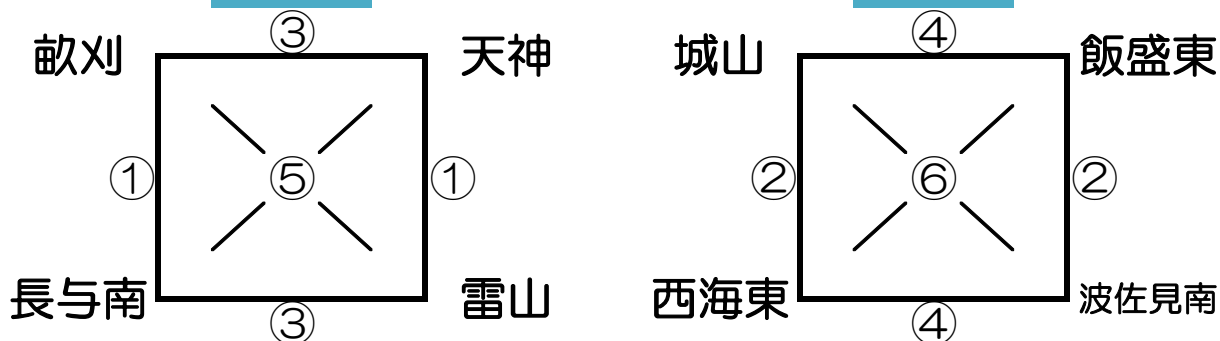 ③ ④
畝刈 天神 城山 飯盛東
① ⑤ ① ② ⑥ ②
長与南 雷山 西海東 波佐見南
③ ④